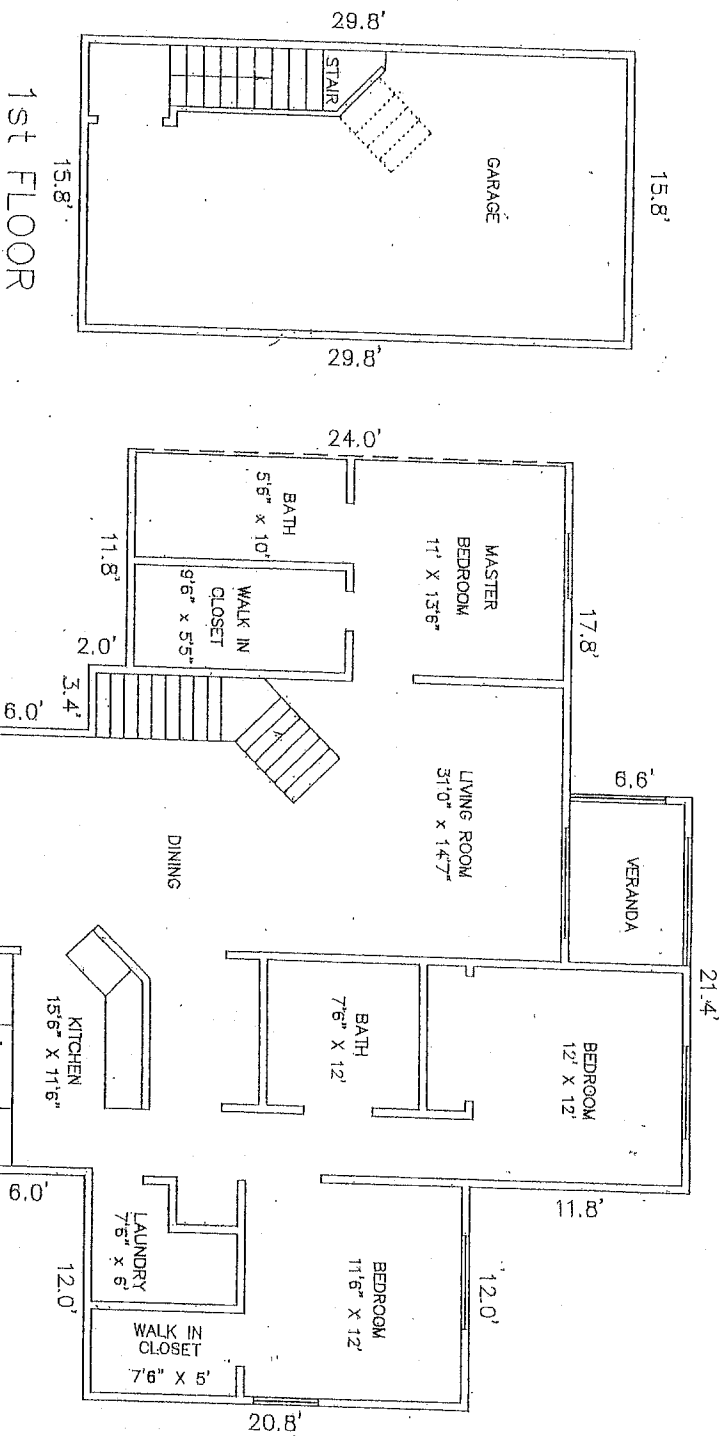 29.8'
15.8'
STAIR
GARAGE
15.8'
29.8'
1st FLOOR
24.0'
BATH
5'6" x 10'
MASTER
BEDROOM
11' X 13'6"
17.8'
11.8'
WALK IN
CLOSET
9'6" x 5'5"
2.0'
3.4'
6.0'
LIVING ROOM
31'0" x 14'7"
6.6'
VERANDA
21.4'
DINING
KITCHEN
15'6" X 11'6"
BATH
7'6" X 12'
BEDROOM
12' X 12'
11.8'
6.0'
12.0'
LAUNDRY
7'6" x 6'
BEDROOM
11'6" X 12'
12.0'
WALK IN
CLOSET
7'6" X 5'
20.8'